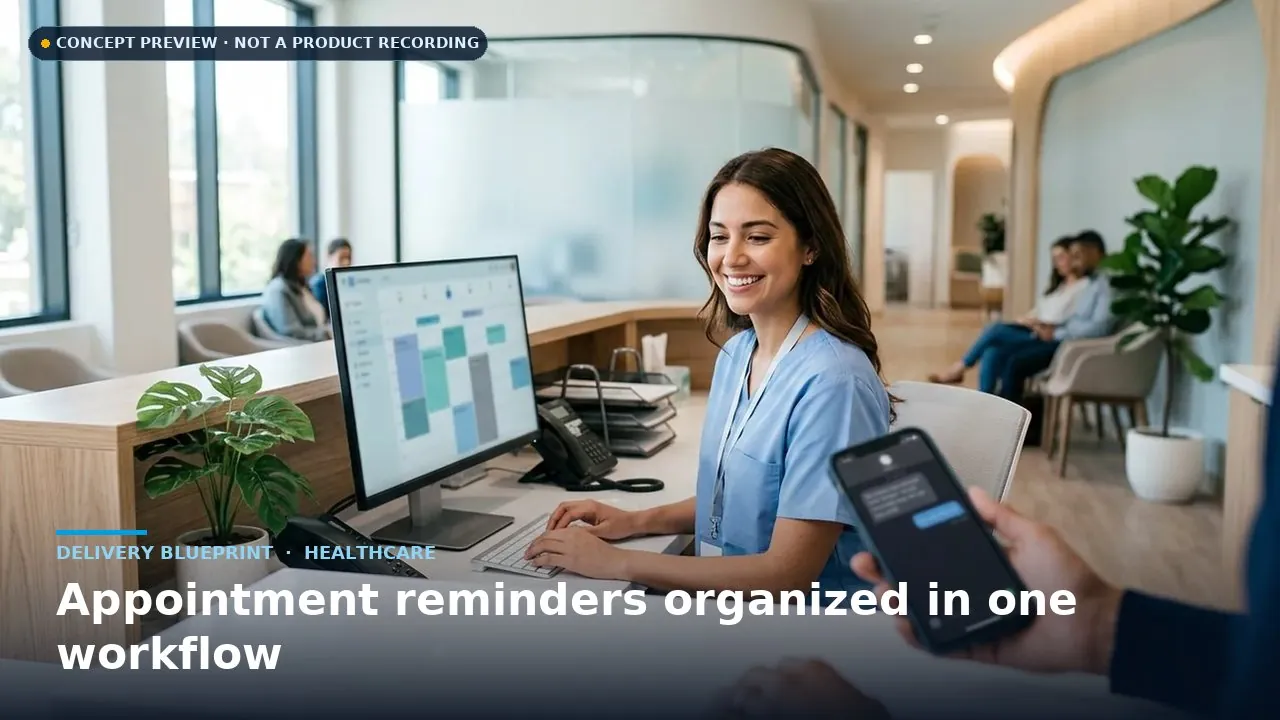 CONCEPT PREVIEW · NOT A PRODUCT RECORDING
DELIVERY BLUEPRINT · HEALTHCARE
Appointment reminders organized in one
workflow